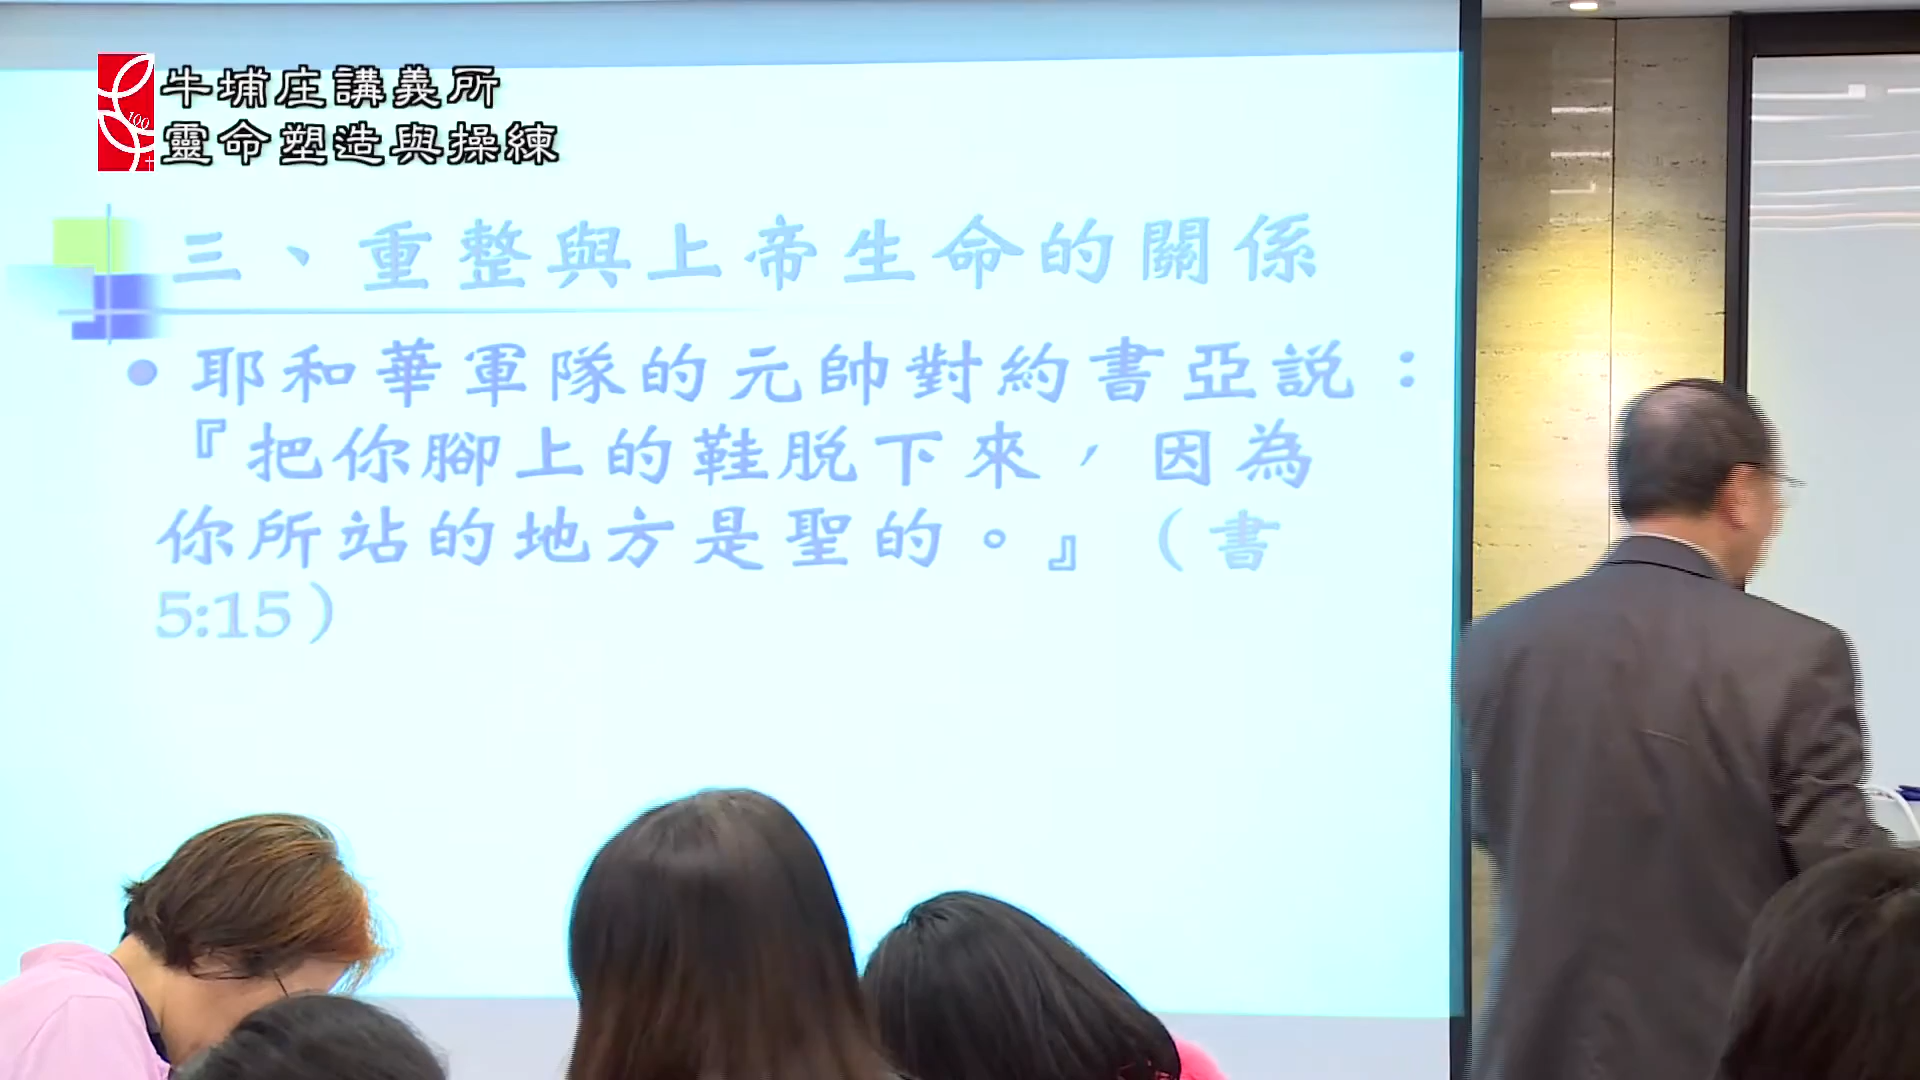 牛埔庄講義所
靈命塑造與操練
100
三、重整與上帝生命的關係
• 耶和華軍隊的元帥對約書亞説：
『把你腳上的鞋脱下來，因為
你所站的地方是聖的。』（書
5:15）